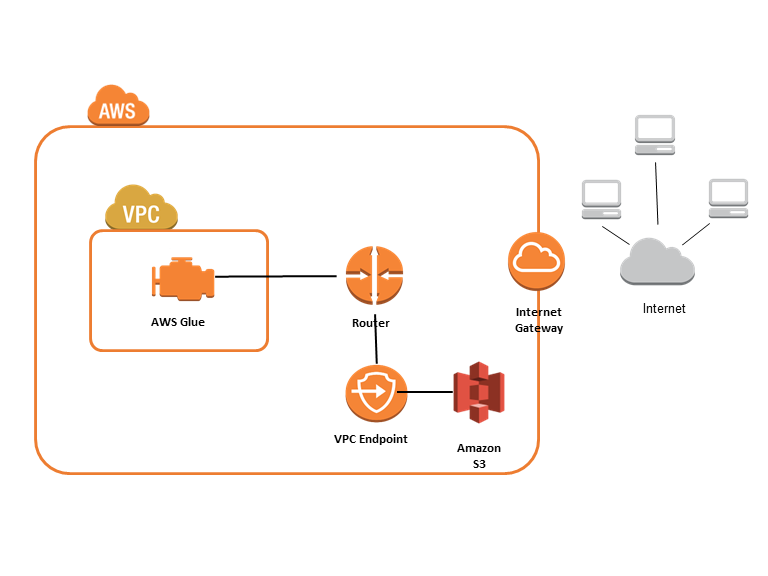 AWS
VPC
AWS Glue
Router
Internet
Gateway
Internet
VPC Endpoint
Amazon
S3